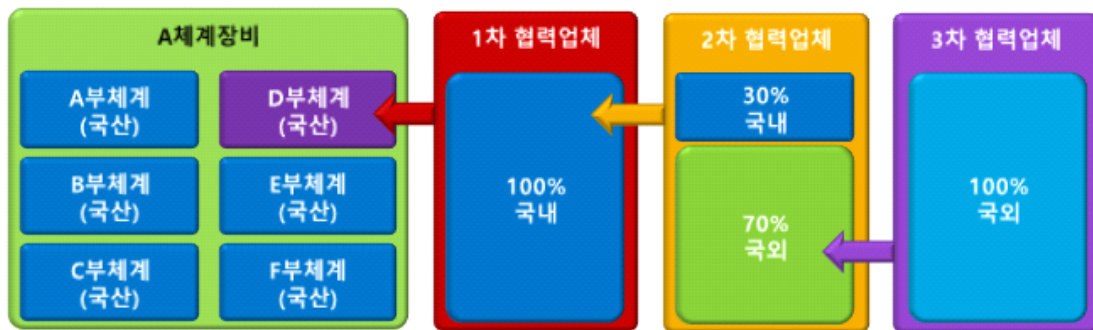 A체계장비
A부체계
(국산)
D부체계
(국산)
B부체계
(국산)
E부체계
(국산)
C부체계
(국산)
F부체계
(국산)
1차 협력업체
100%
국내
2차 협력업체
30%
국내
70%
국외
3차 협력업체
100%
국외